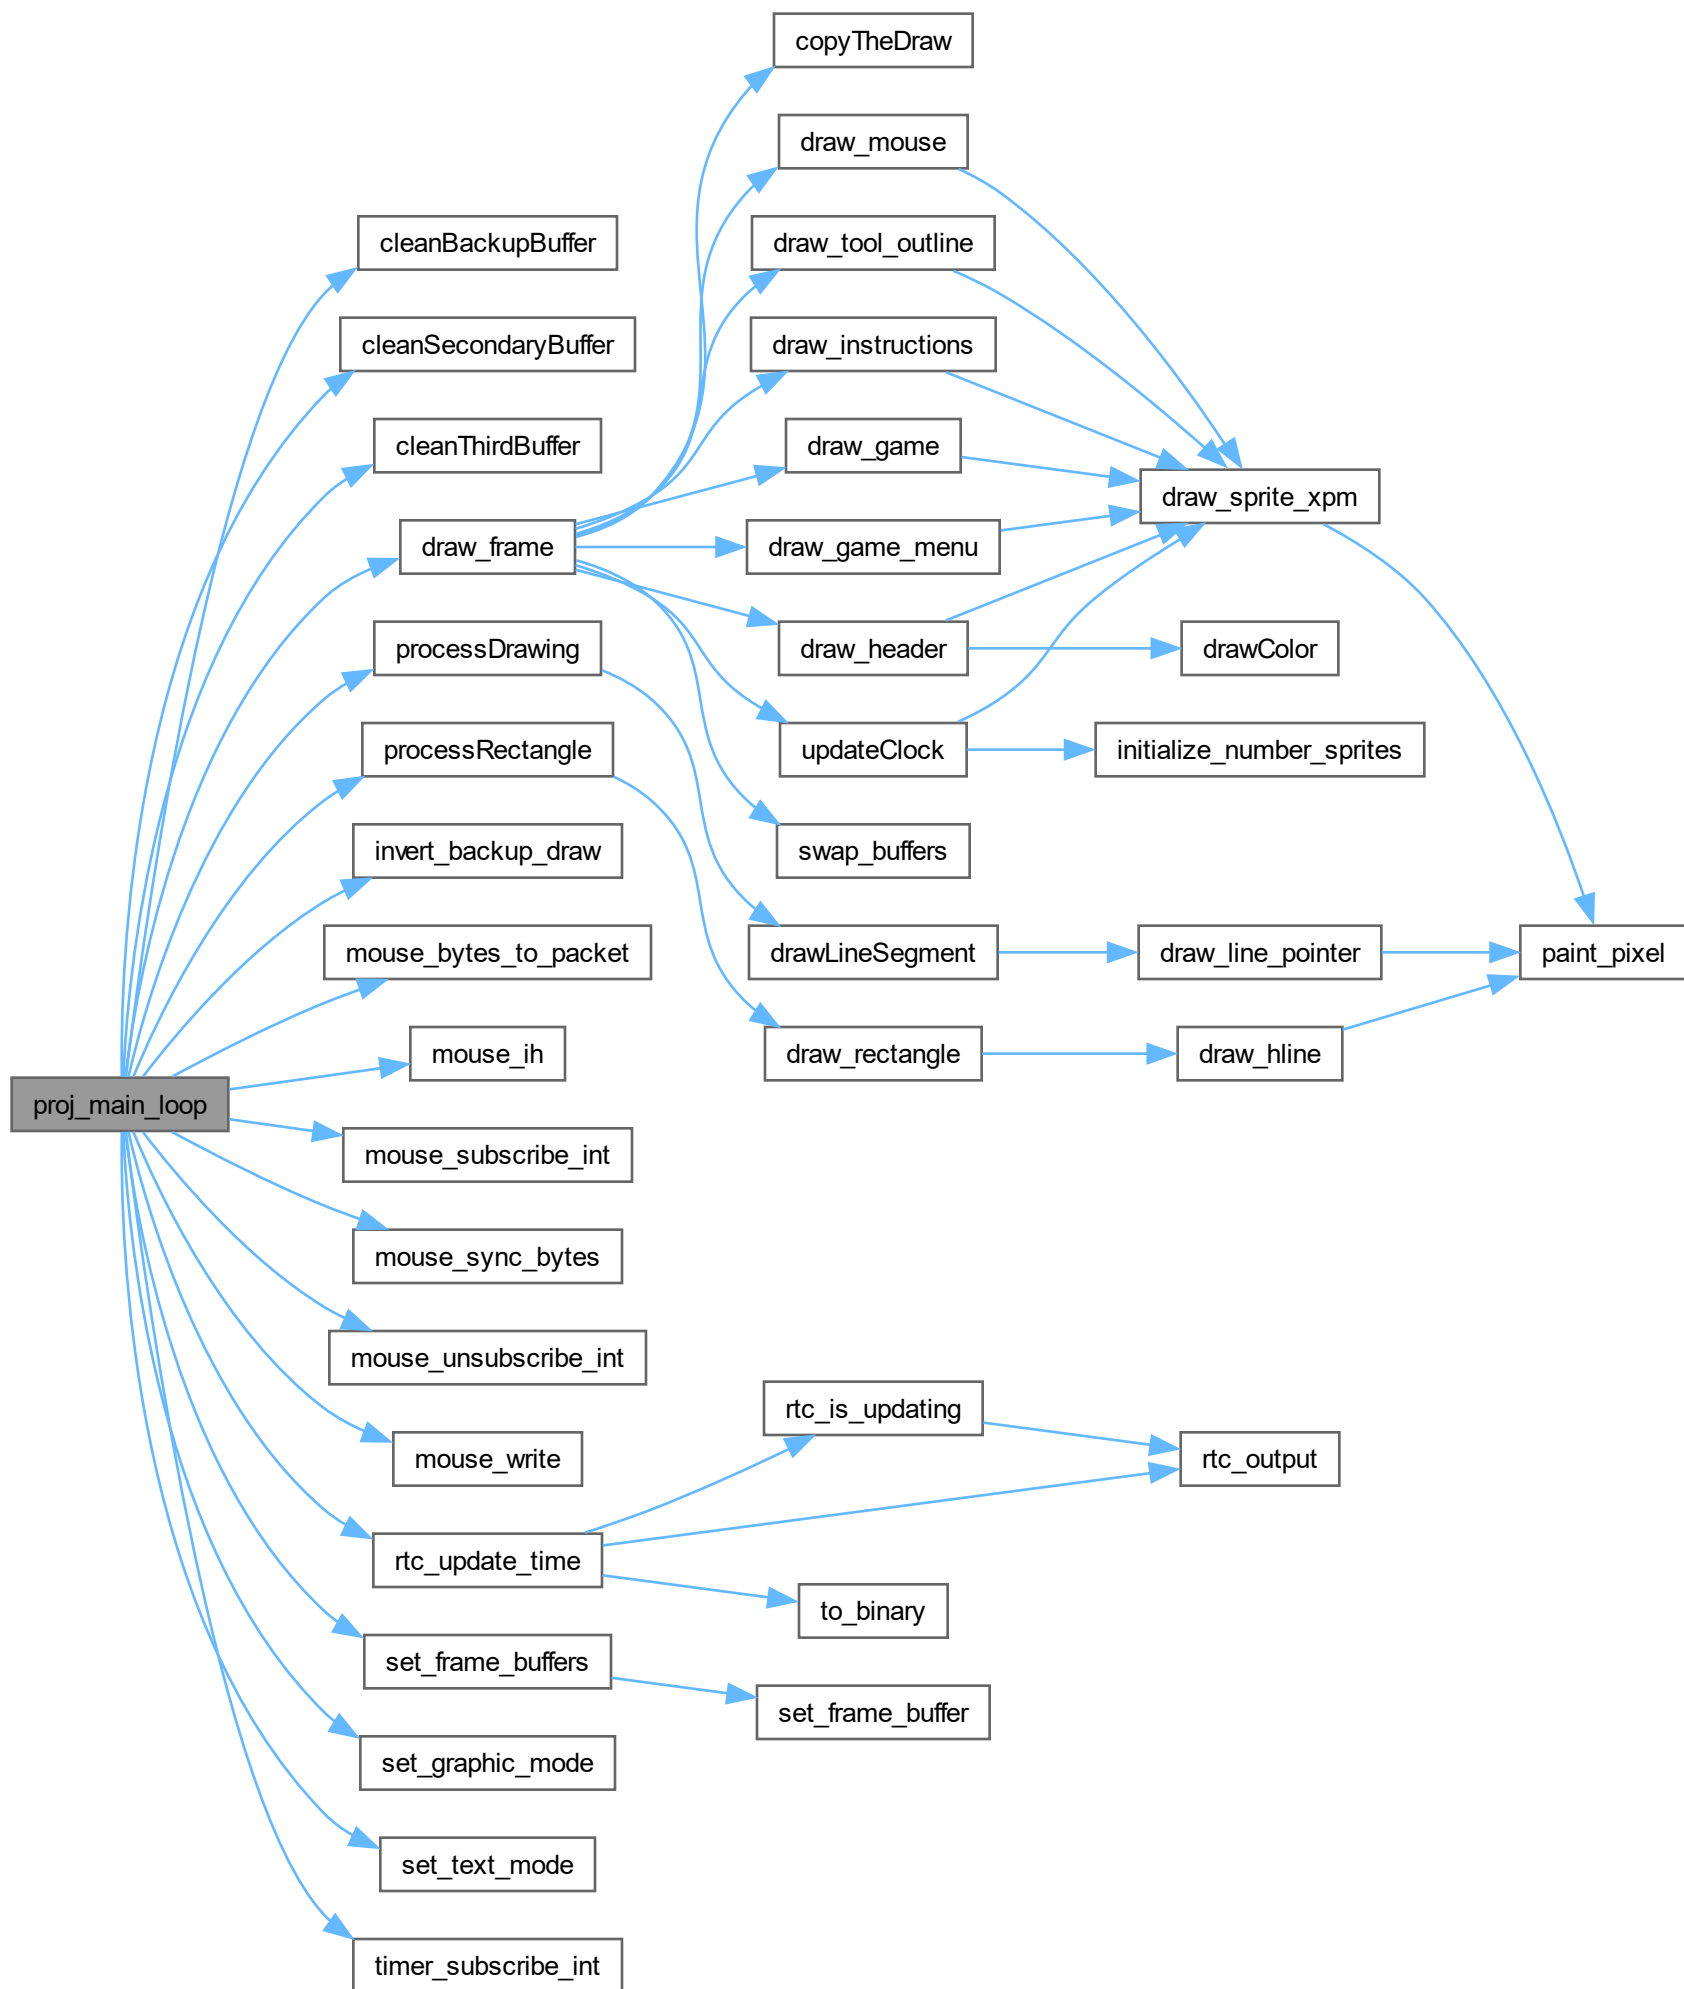 copyTheDraw
draw_mouse
cleanBackupBuffer
draw_tool_outline
cleanSecondaryBuffer
draw_instructions
cleanThirdBuffer
draw_game
draw_sprite_xpm
draw_frame
draw_game_menu
processDrawing
draw_header
drawColor
processRectangle
updateClock
initialize_number_sprites
invert_backup_draw
swap_buffers
mouse_bytes_to_packet
drawLineSegment
draw_line_pointer
paint_pixel
mouse_ih
draw_rectangle
draw_hline
proj_main_loop
mouse_subscribe_int
mouse_sync_bytes
mouse_unsubscribe_int
rtc_is_updating
mouse_write
rtc_output
rtc_update_time
to_binary
set_frame_buffers
set_frame_buffer
set_graphic_mode
set_text_mode
timer_subscribe_int